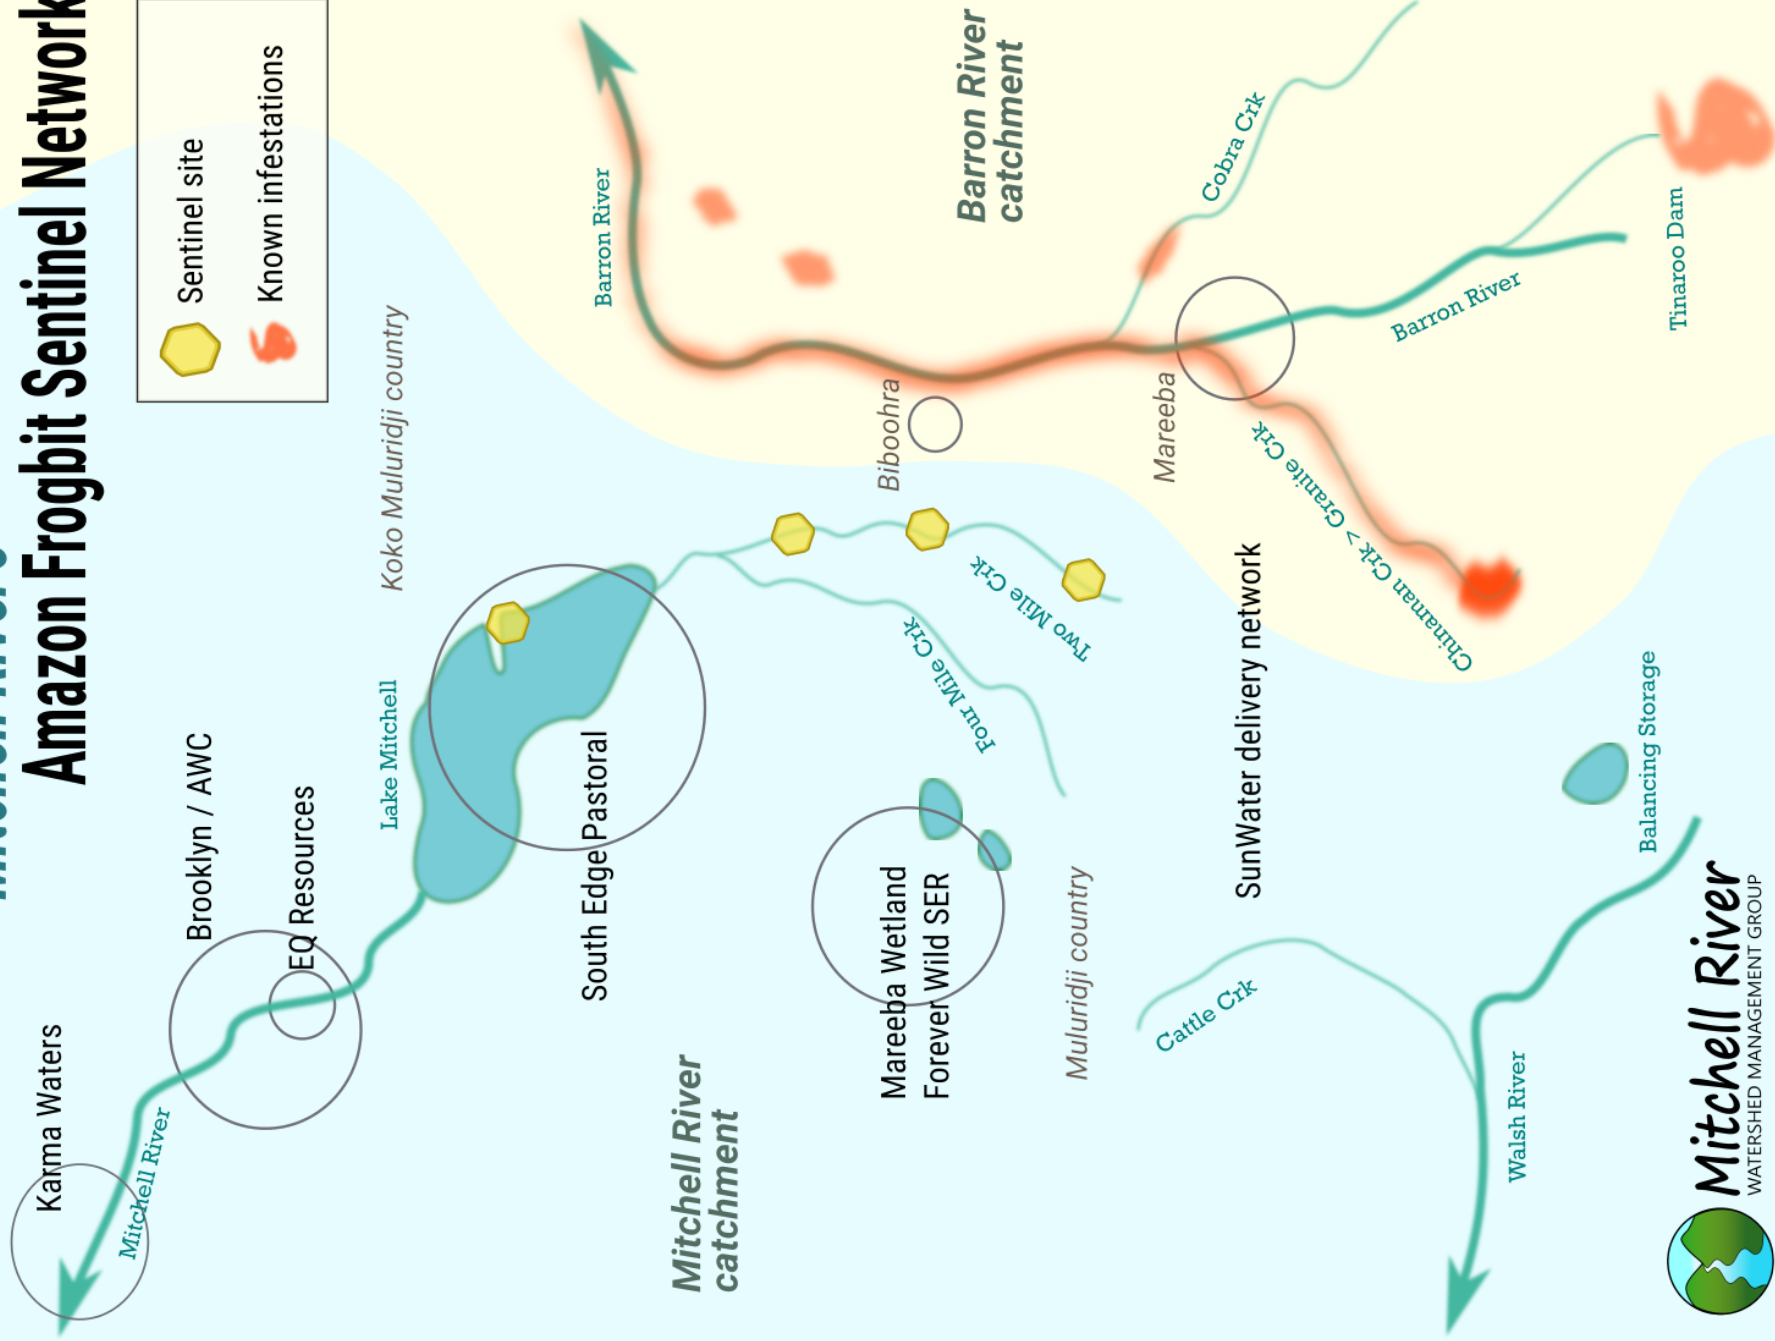 Amazon Frogbit Sentinel Network
Sentinel site
Known infestations
Karma Waters
Mitchell River
Brooklyn / AWC
EQ Resources
Lake Mitchell
Koko Muluridji country
South Edge Pastoral
Barron River
Mitchell River
catchment
Barron River
catchment
Biboohra
Mareeba Wetland
Forever Wild SER
Four Mile Crk
Two Mile Crk
Muluridji country
Mareeba
Cobra Crk
Cattle Crk
SunWater delivery network
Chinaman Crk > Granite Crk
Barron River
Walsh River
Balancing Storage
Tinaroo Dam
Mitchell River
WATERSHED MANAGEMENT GROUP